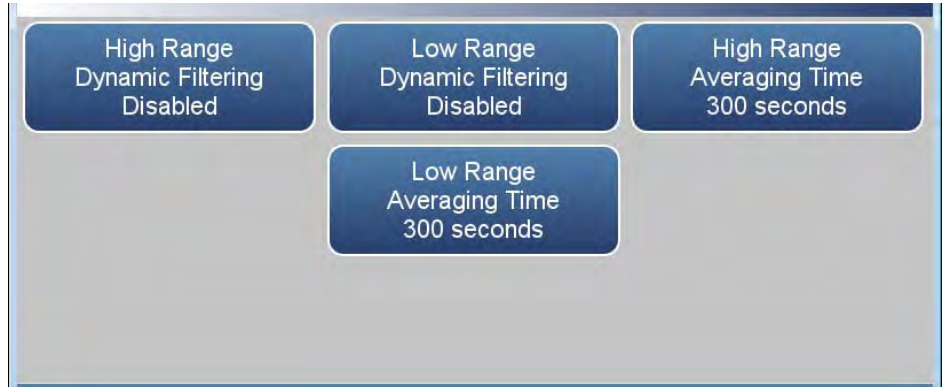 High Range
Dynamic Filtering
Disabled
Low Range
Dynamic Filtering
Disabled
High Range
Averaging Time
300 seconds
Low Range
Averaging Time
300 seconds